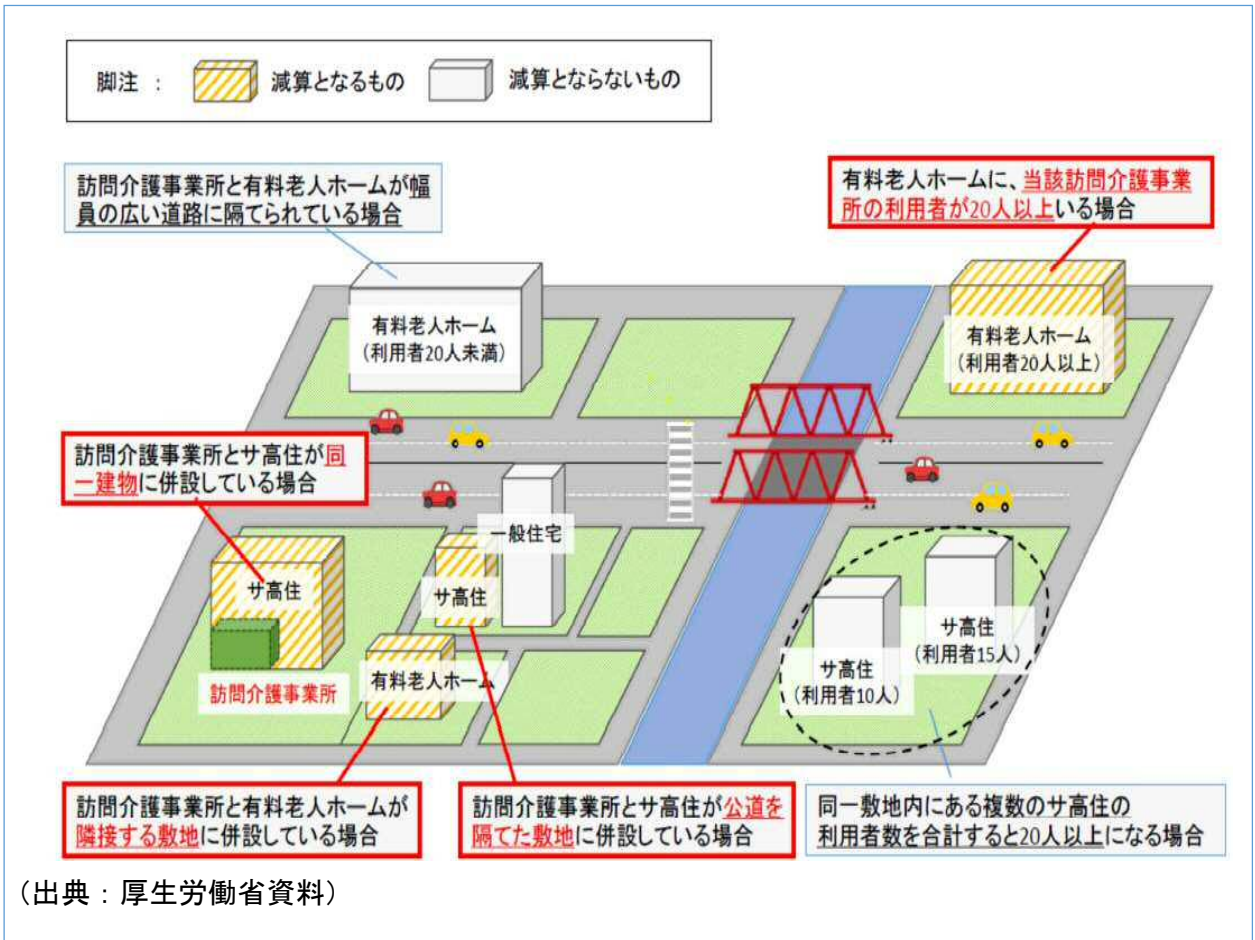 脚注 : 減算となるもの 減算とならないもの
訪問介護事業所と有料老人ホームが幅
員の広い道路に隔てられている場合
有料老人ホームに、当該訪問介護事業
所の利用者が20人以上いる場合
有料老人ホーム
(利用者20人未満)
有料老人ホーム
(利用者20人以上)
訪問介護事業所とサ高住が同
一建物に併設している場合
一般住宅
サ高住
サ高住
訪問介護事業所
有料老人ホーム
サ高住
(利用者15人)
サ高住
(利用者10人)
訪問介護事業所と有料老人ホームが
隣接する敷地に併設している場合
訪問介護事業所とサ高住が公道を
隔てた敷地に併設している場合
同一敷地内にある複数のサ高住の
利用者数を合計すると20人以上になる場合
(出典:厚生労働省資料)